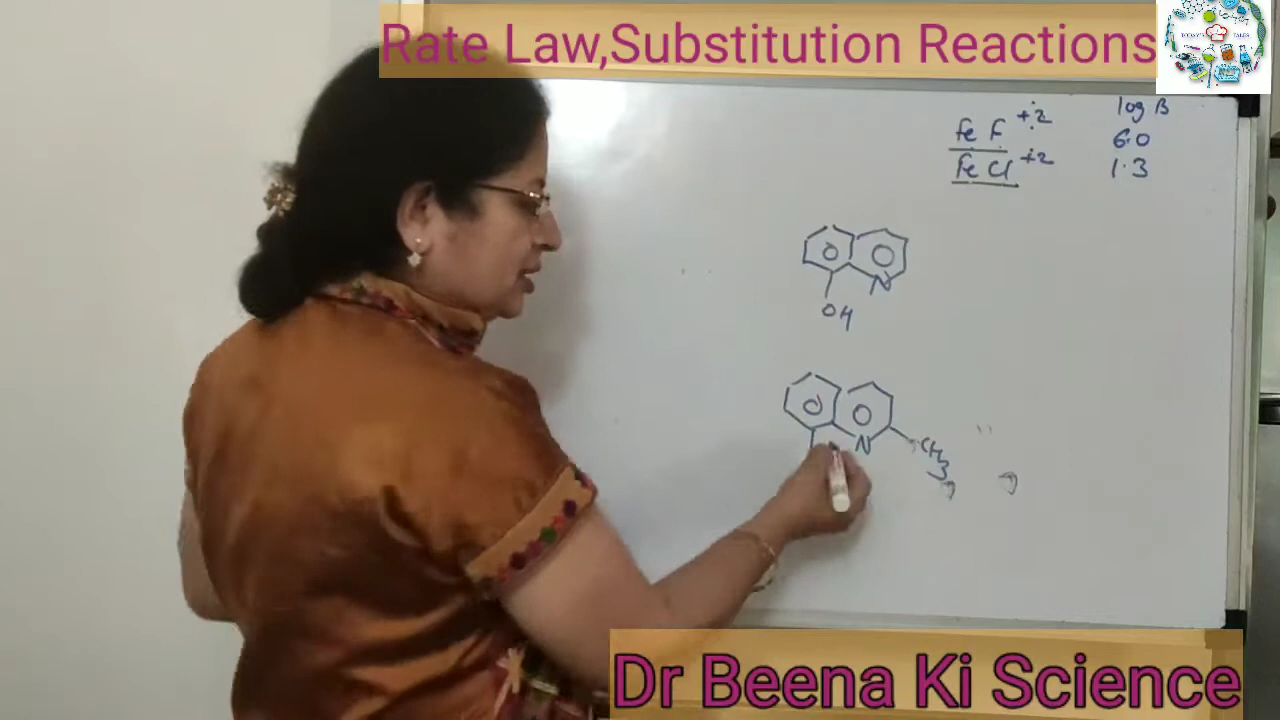 Rate Law,Substitution Reactions
log B
Fe F +2 6.0
Fe Cl +2 1.3
N
OH
N
CH3
Dr Beena Ki Science